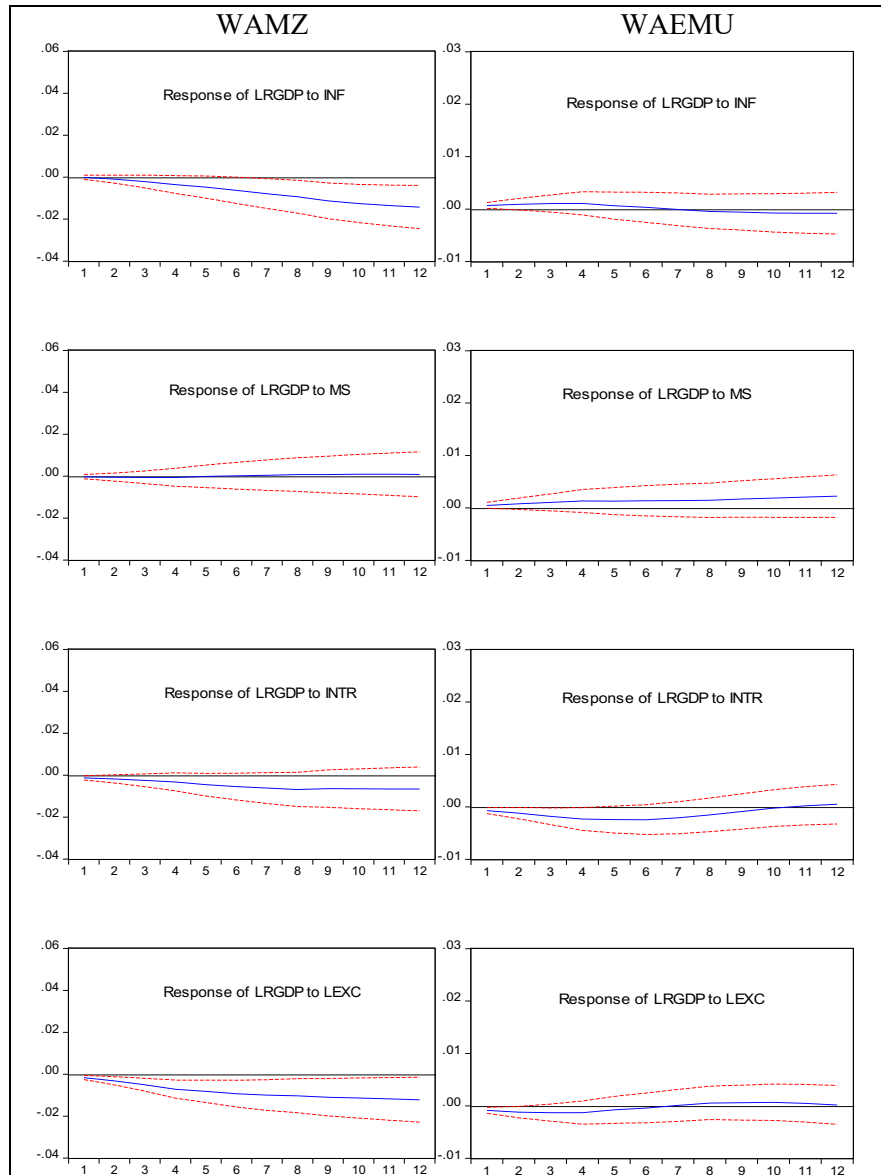 WAMZ WAEMU
Response of LRGDP to INF
.06
.04
.02
.00
-.02
-.04
1 2 3 4 5 6 7 8 9 10 11 12
Response of LRGDP to INF
.03
.02
.01
.00
-.01
1 2 3 4 5 6 7 8 9 10 11 12
Response of LRGDP to MS
.06
.04
.02
.00
-.02
-.04
1 2 3 4 5 6 7 8 9 10 11 12
Response of LRGDP to MS
.03
.02
.01
.00
-.01
1 2 3 4 5 6 7 8 9 10 11 12
Response of LRGDP to INTR
.06
.04
.02
.00
-.02
-.04
1 2 3 4 5 6 7 8 9 10 11 12
Response of LRGDP to INTR
.03
.02
.01
.00
-.01
1 2 3 4 5 6 7 8 9 10 11 12
Response of LRGDP to LEXC
.06
.04
.02
.00
-.02
-.04
1 2 3 4 5 6 7 8 9 10 11 12
Response of LRGDP to LEXC
.03
.02
.01
.00
-.01
1 2 3 4 5 6 7 8 9 10 11 12